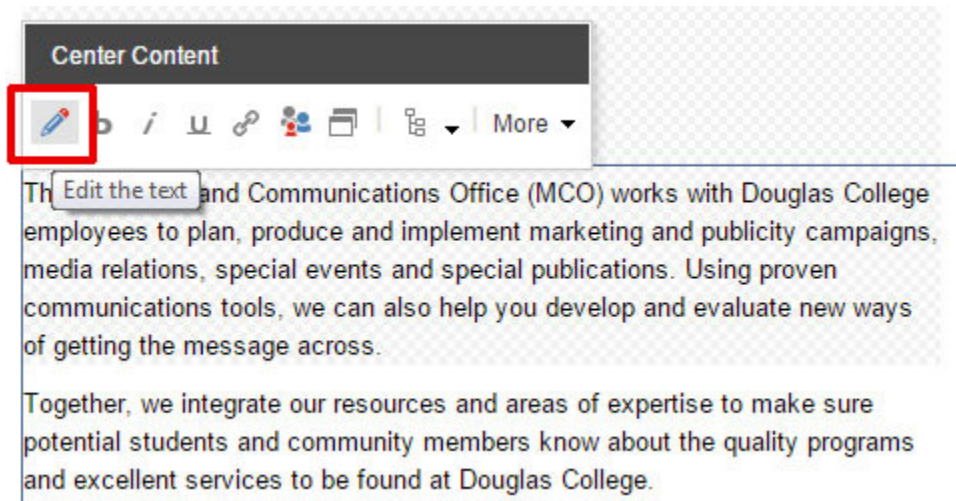 Center Content
b i u More
Edit the text
Th and Communications Office (MCO) works with Douglas College
employees to plan, produce and implement marketing and publicity campaigns,
media relations, special events and special publications. Using proven
communications tools, we can also help you develop and evaluate new ways
of getting the message across.
Together, we integrate our resources and areas of expertise to make sure
potential students and community members know about the quality programs
and excellent services to be found at Douglas College.